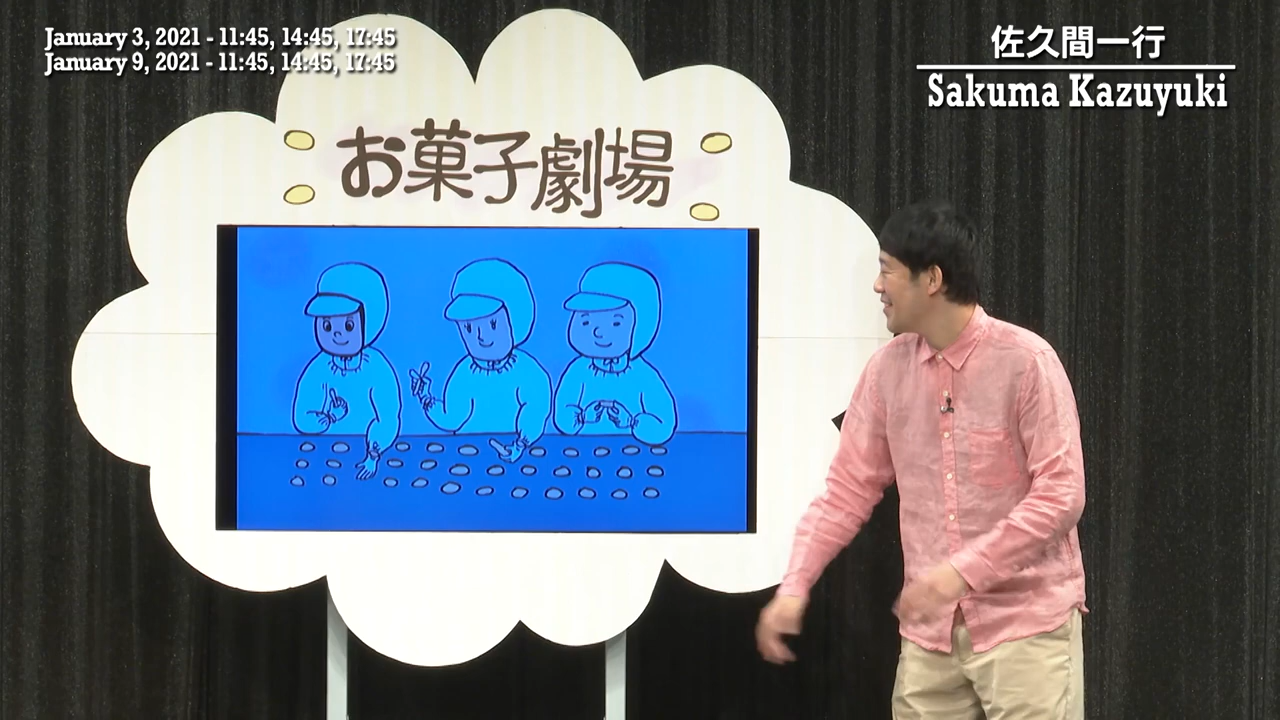 January 3, 2021 - 11:45, 14:45, 17:45
January 9, 2021 - 11:45, 14:45, 17:45
佐久間一行
Sakuma Kazuyuki
お菓子劇場